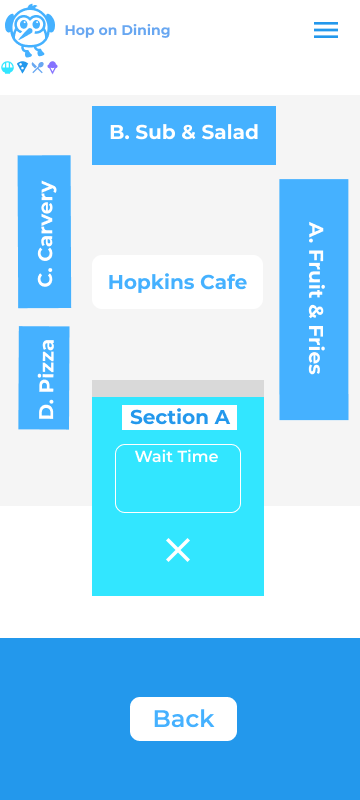 Hop on Dining
B. Sub & Salad
C. Carvery
A. Fruit & Fries
Hopkins Cafe
D. Pizza
Section A
Wait Time
Back